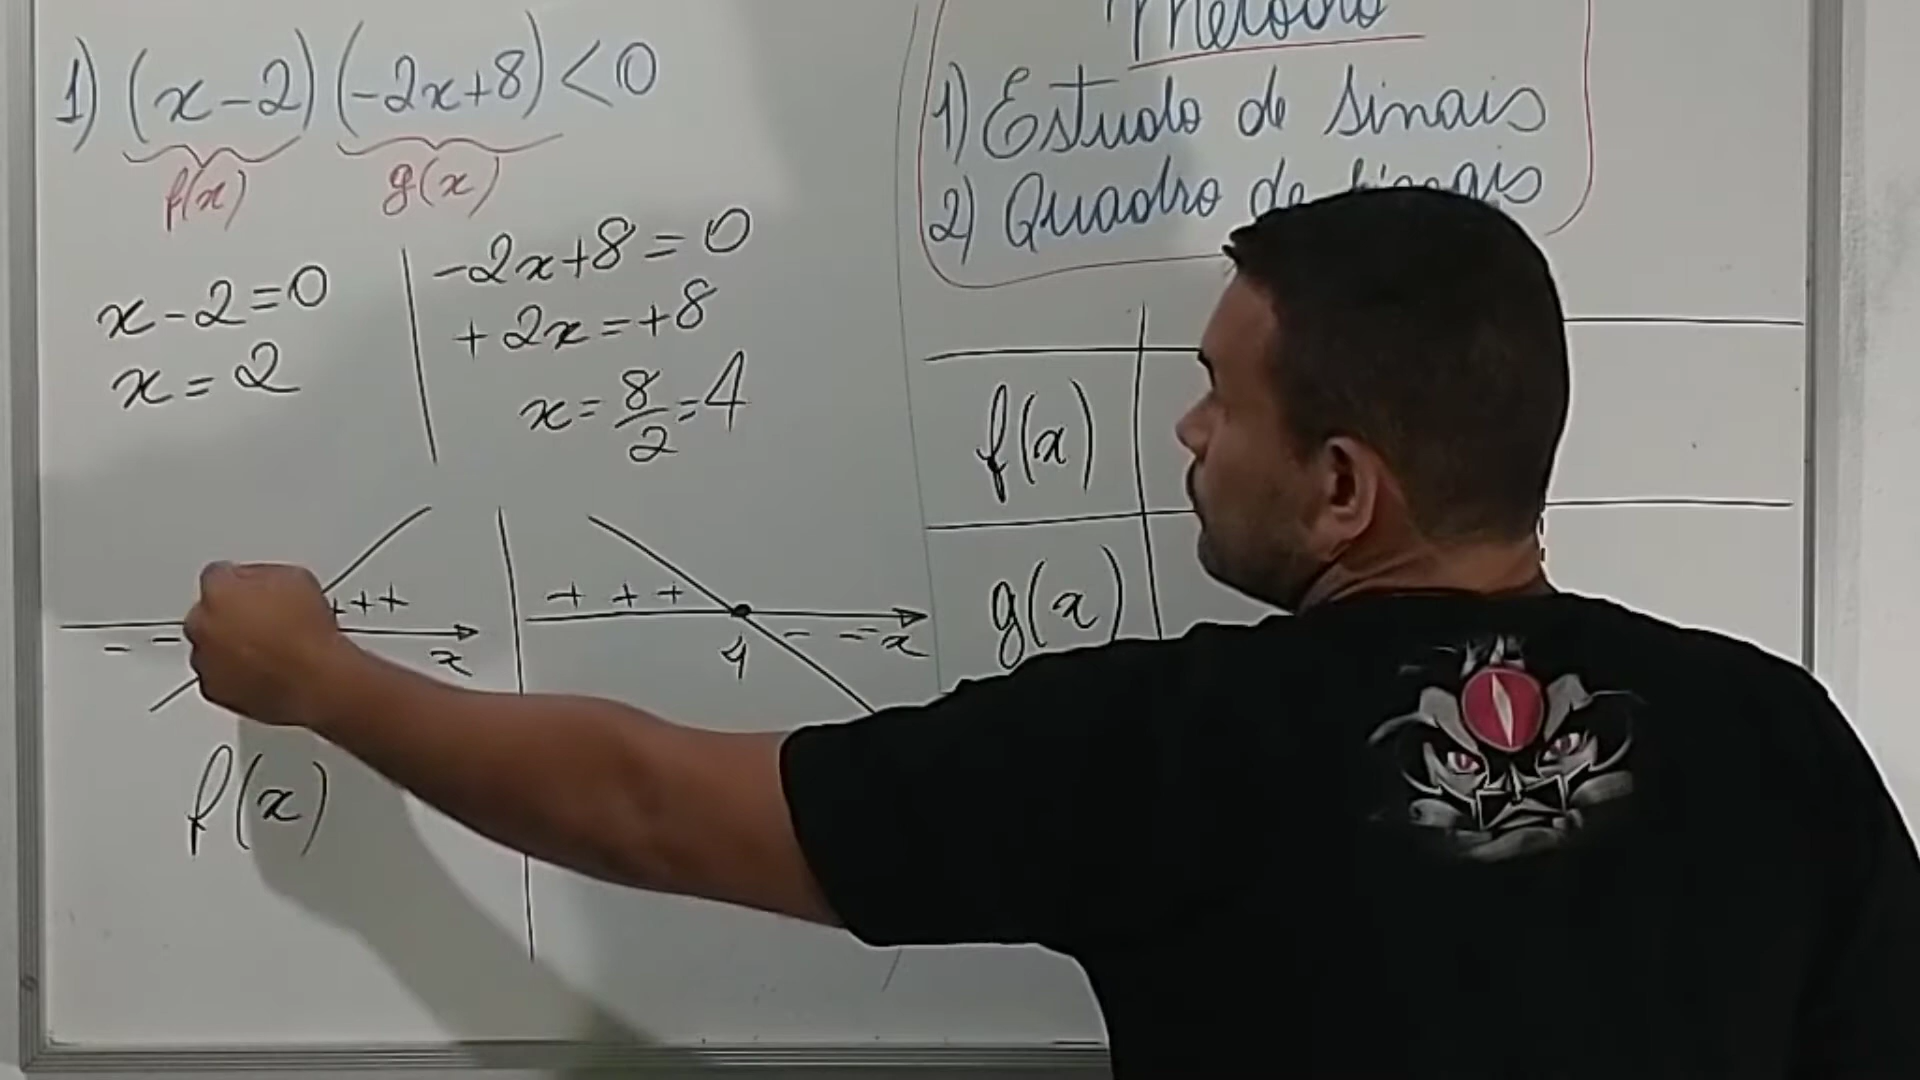 1) (x-2)(-2x+8)<0
f(x) g(x)
x-2=0
x=2
-2x+8=0
+2x=+8
x=8/2=4
- - +++
x
f(x)
+ + +
4
- - - x
Método
1) Estudo de sinais
2) Quadro de sinais
f(x)
g(x)